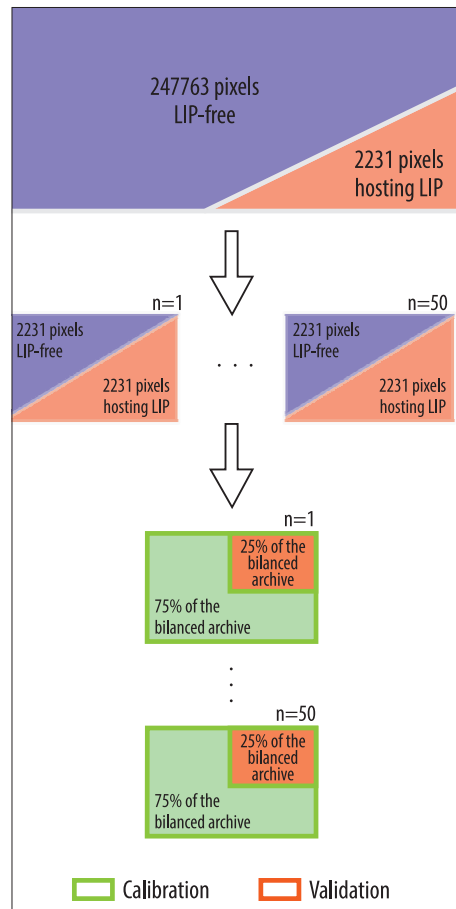 247763 pixels
LIP-free
2231 pixels
hosting LIP
n=1
2231 pixels
LIP-free
2231 pixels
hosting LIP
. . .
n=50
2231 pixels
LIP-free
2231 pixels
hosting LIP
n=1
25% of the
bilanced
archive
75% of the
bilanced archive
. . .
n=50
25% of the
bilanced
archive
75% of the
bilanced archive
Calibration
Validation